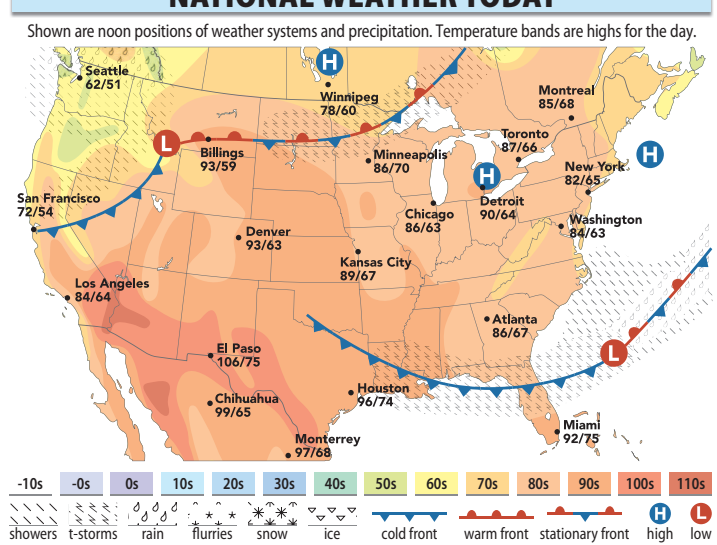 NATIONAL WEATHER TODAY
Shown are noon positions of weather systems and precipitation. Temperature bands are highs for the day.
H
Seattle
62/51
Winnipeg
78/60
Montreal
85/68
L
Billings
93/59
Minneapolis
86/70
Toronto
87/66
H
H
New York
82/65
San Francisco
72/54
Chicago
86/63
Detroit
90/64
Washington
84/63
Denver
93/63
Kansas City
89/67
Los Angeles
84/64
Atlanta
86/67
El Paso
106/75
L
Chihuahua
99/65
Houston
96/74
Miami
92/75
Monterrey
97/68
-10s -0s 0s 10s 20s 30s 40s 50s 60s 70s 80s 90s 100s 110s
H L
showers t-storms rain flurries snow ice cold front warm front stationary front high low